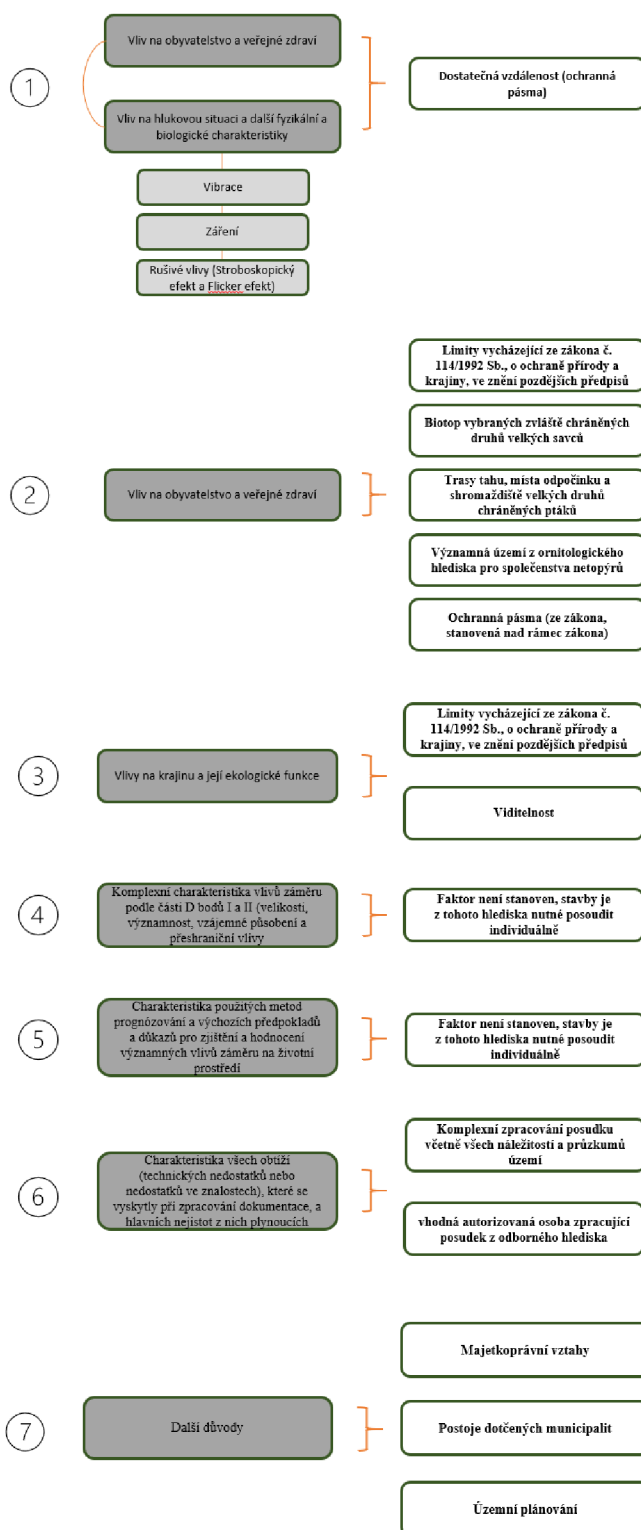 1
Vliv na obyvatelstvo a veřejné zdraví
Vliv na hlukovou situaci a další fyzikální a
biologické charakteristiky
Vibrace
Záření
Rušivé vlivy (Stroboskopický
efekt a Flicker efekt)
Dostatečná vzdálenost (ochranná
pásma)
2
Vliv na obyvatelstvo a veřejné zdraví
Limity vycházející ze zákona č.
114/1992 Sb., o ochraně přírody a
krajiny, ve znění pozdějších předpisů
Biotop vybraných zvláště chráněných
druhů velkých savců
Trasy tahu, místa odpočinku a
shromaždiště velkých druhů
chráněných ptáků
Významná území z ornitologického
hlediska pro společenstva netopýrů
Ochranná pásma (ze zákona,
stanovená nad rámec zákona)
3
Vlivy na krajinu a její ekologické funkce
Limity vycházející ze zákona č.
114/1992 Sb., o ochraně přírody a
krajiny, ve znění pozdějších předpisů
Viditelnost
4
Komplexní charakteristika vlivů záměru
podle části D bodů I a II (velikosti,
významnost, vzájemné působení a
přeshraniční vlivy
Faktor není stanoven, stavby je
z tohoto hlediska nutné posoudit
individuálně
5
Charakteristika použitých metod
prognózování a výchozích předpokladů
a důkazů pro zjištění a hodnocení
významných vlivů záměru na životní
prostředí
Faktor není stanoven, stavby je
z tohoto hlediska nutné posoudit
individuálně
6
Charakteristika všech obtíží
(technických nedostatků nebo
nedostatků ve znalostech), které se
vyskytly při zpracování dokumentace, a
hlavních nejistot z nich plynoucích
Komplexní zpracování posudku
včetně všech náležitostí a průzkumů
území
vhodná autorizovaná osoba zpracující
posudek z odborného hlediska
7
Další důvody
Majetkoprávní vztahy
Postoje dotčených municipalit
Územní plánování